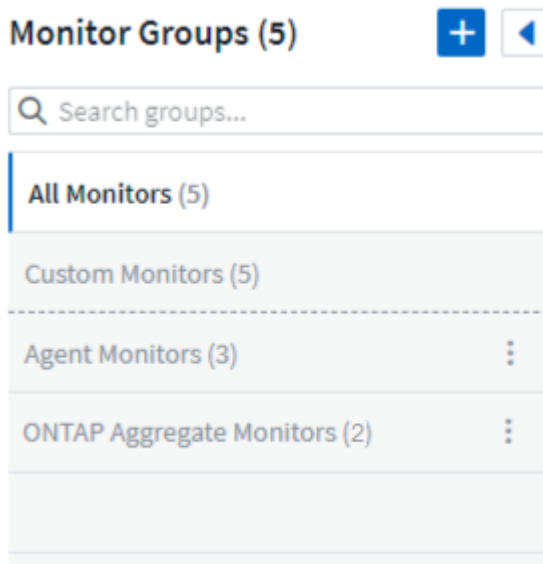 Monitor Groups (5)
Search groups...
All Monitors (5)
Custom Monitors (5)
Agent Monitors (3)
ONTAP Aggregate Monitors (2)